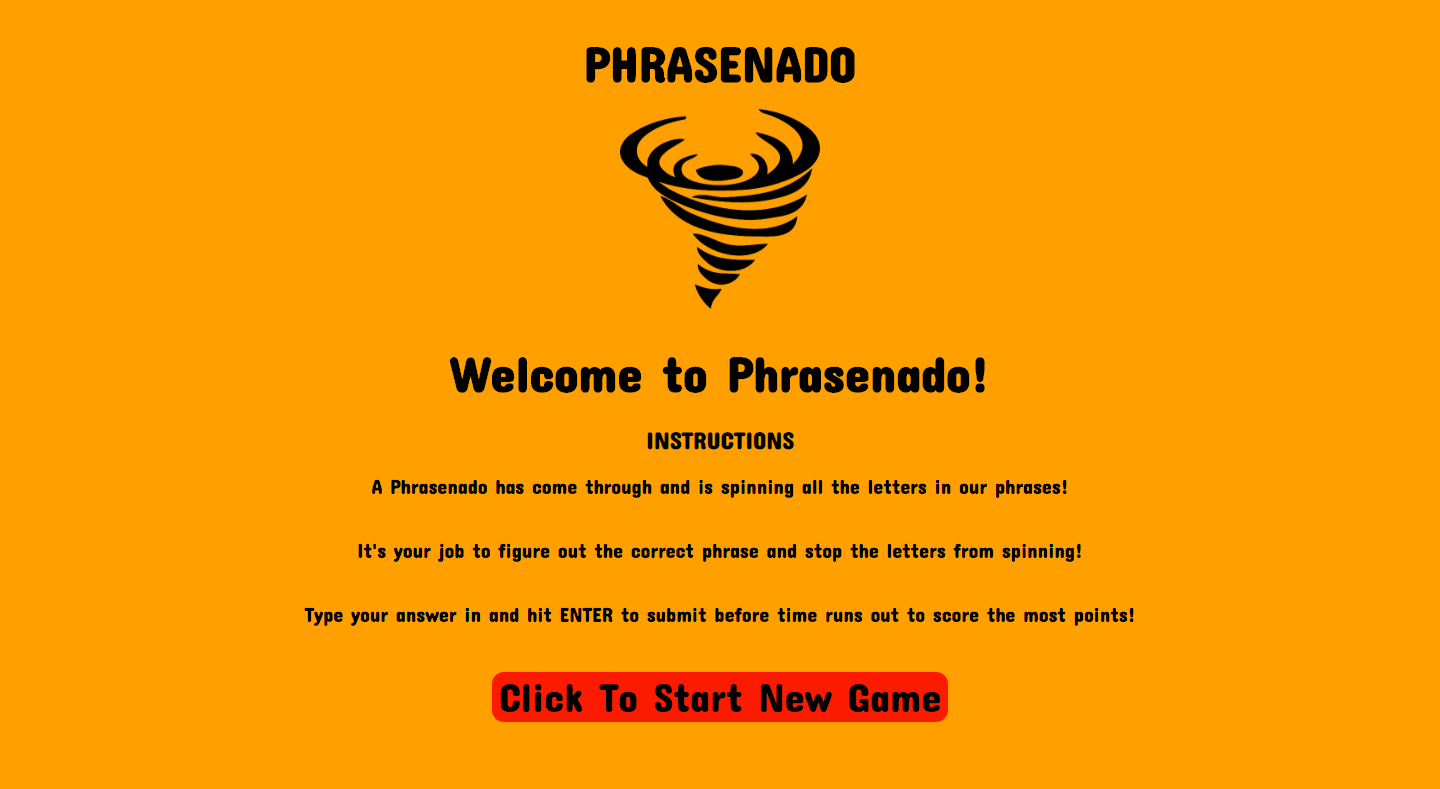 PHRASENADO
Welcome to Phrasenado!
INSTRUCTIONS
A Phrasenado has come through and is spinning all the letters in our phrases!
It's your job to figure out the correct phrase and stop the letters from spinning!
Type your answer in and hit ENTER to submit before time runs out to score the most points!
Click To Start New Game